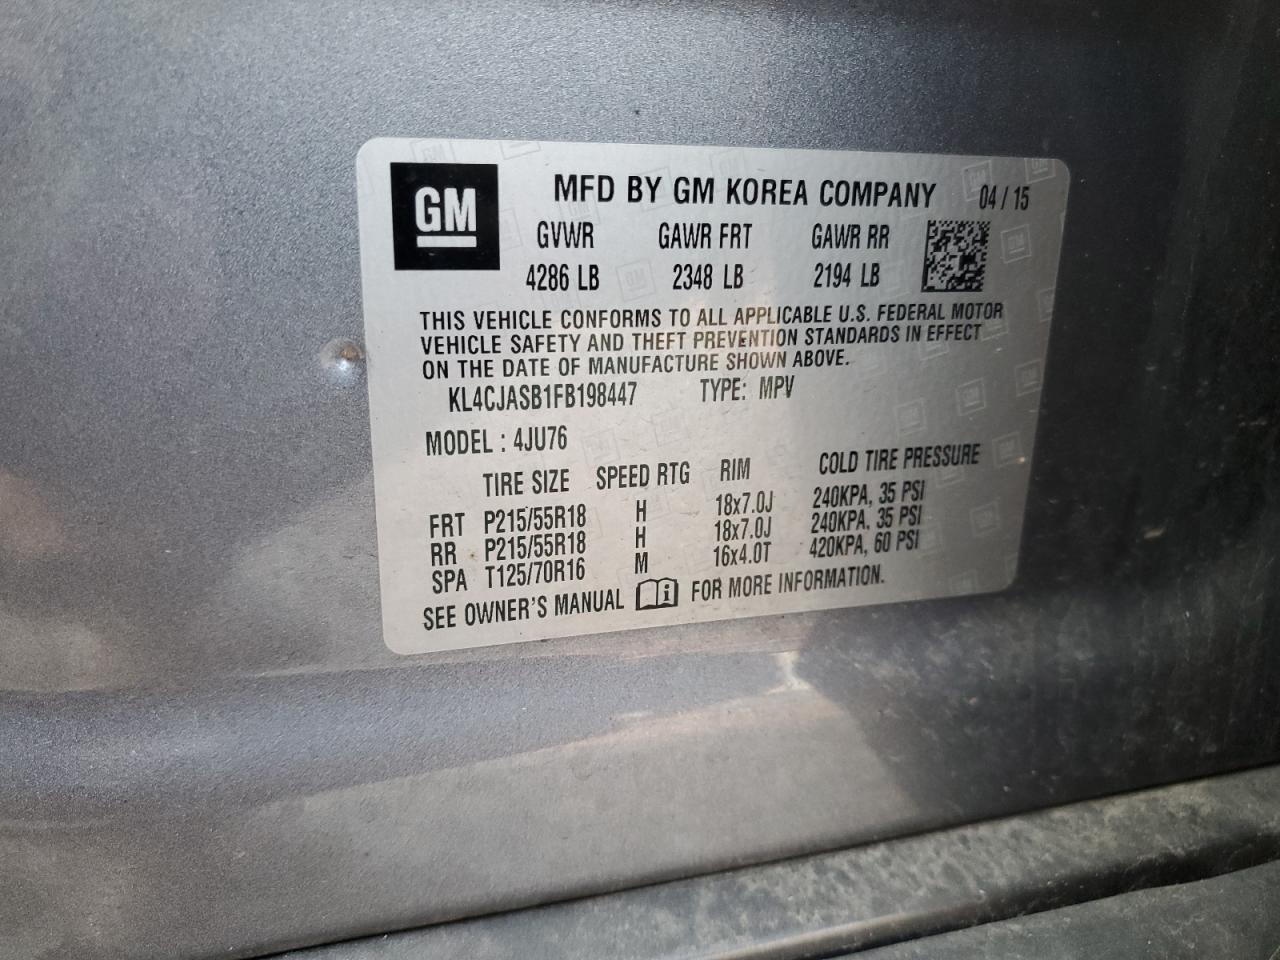 GM
MFD BY GM KOREA COMPANY 04 / 15
GVWR GAWR FRT GAWR RR
4286 LB 2348 LB 2194 LB
THIS VEHICLE CONFORMS TO ALL APPLICABLE U.S. FEDERAL MOTOR
VEHICLE SAFETY AND THEFT PREVENTION STANDARDS IN EFFECT
ON THE DATE OF MANUFACTURE SHOWN ABOVE.
KL4CJASB1FB198447 TYPE: MPV
MODEL : 4JU76
TIRE SIZE SPEED RTG RIM COLD TIRE PRESSURE
FRT P215/55R18 H 18x7.0J 240KPA, 35 PSI
RR P215/55R18 H 18x7.0J 240KPA, 35 PSI
SPA T125/70R16 M 16x4.0T 420KPA, 60 PSI
SEE OWNER'S MANUAL i FOR MORE INFORMATION.